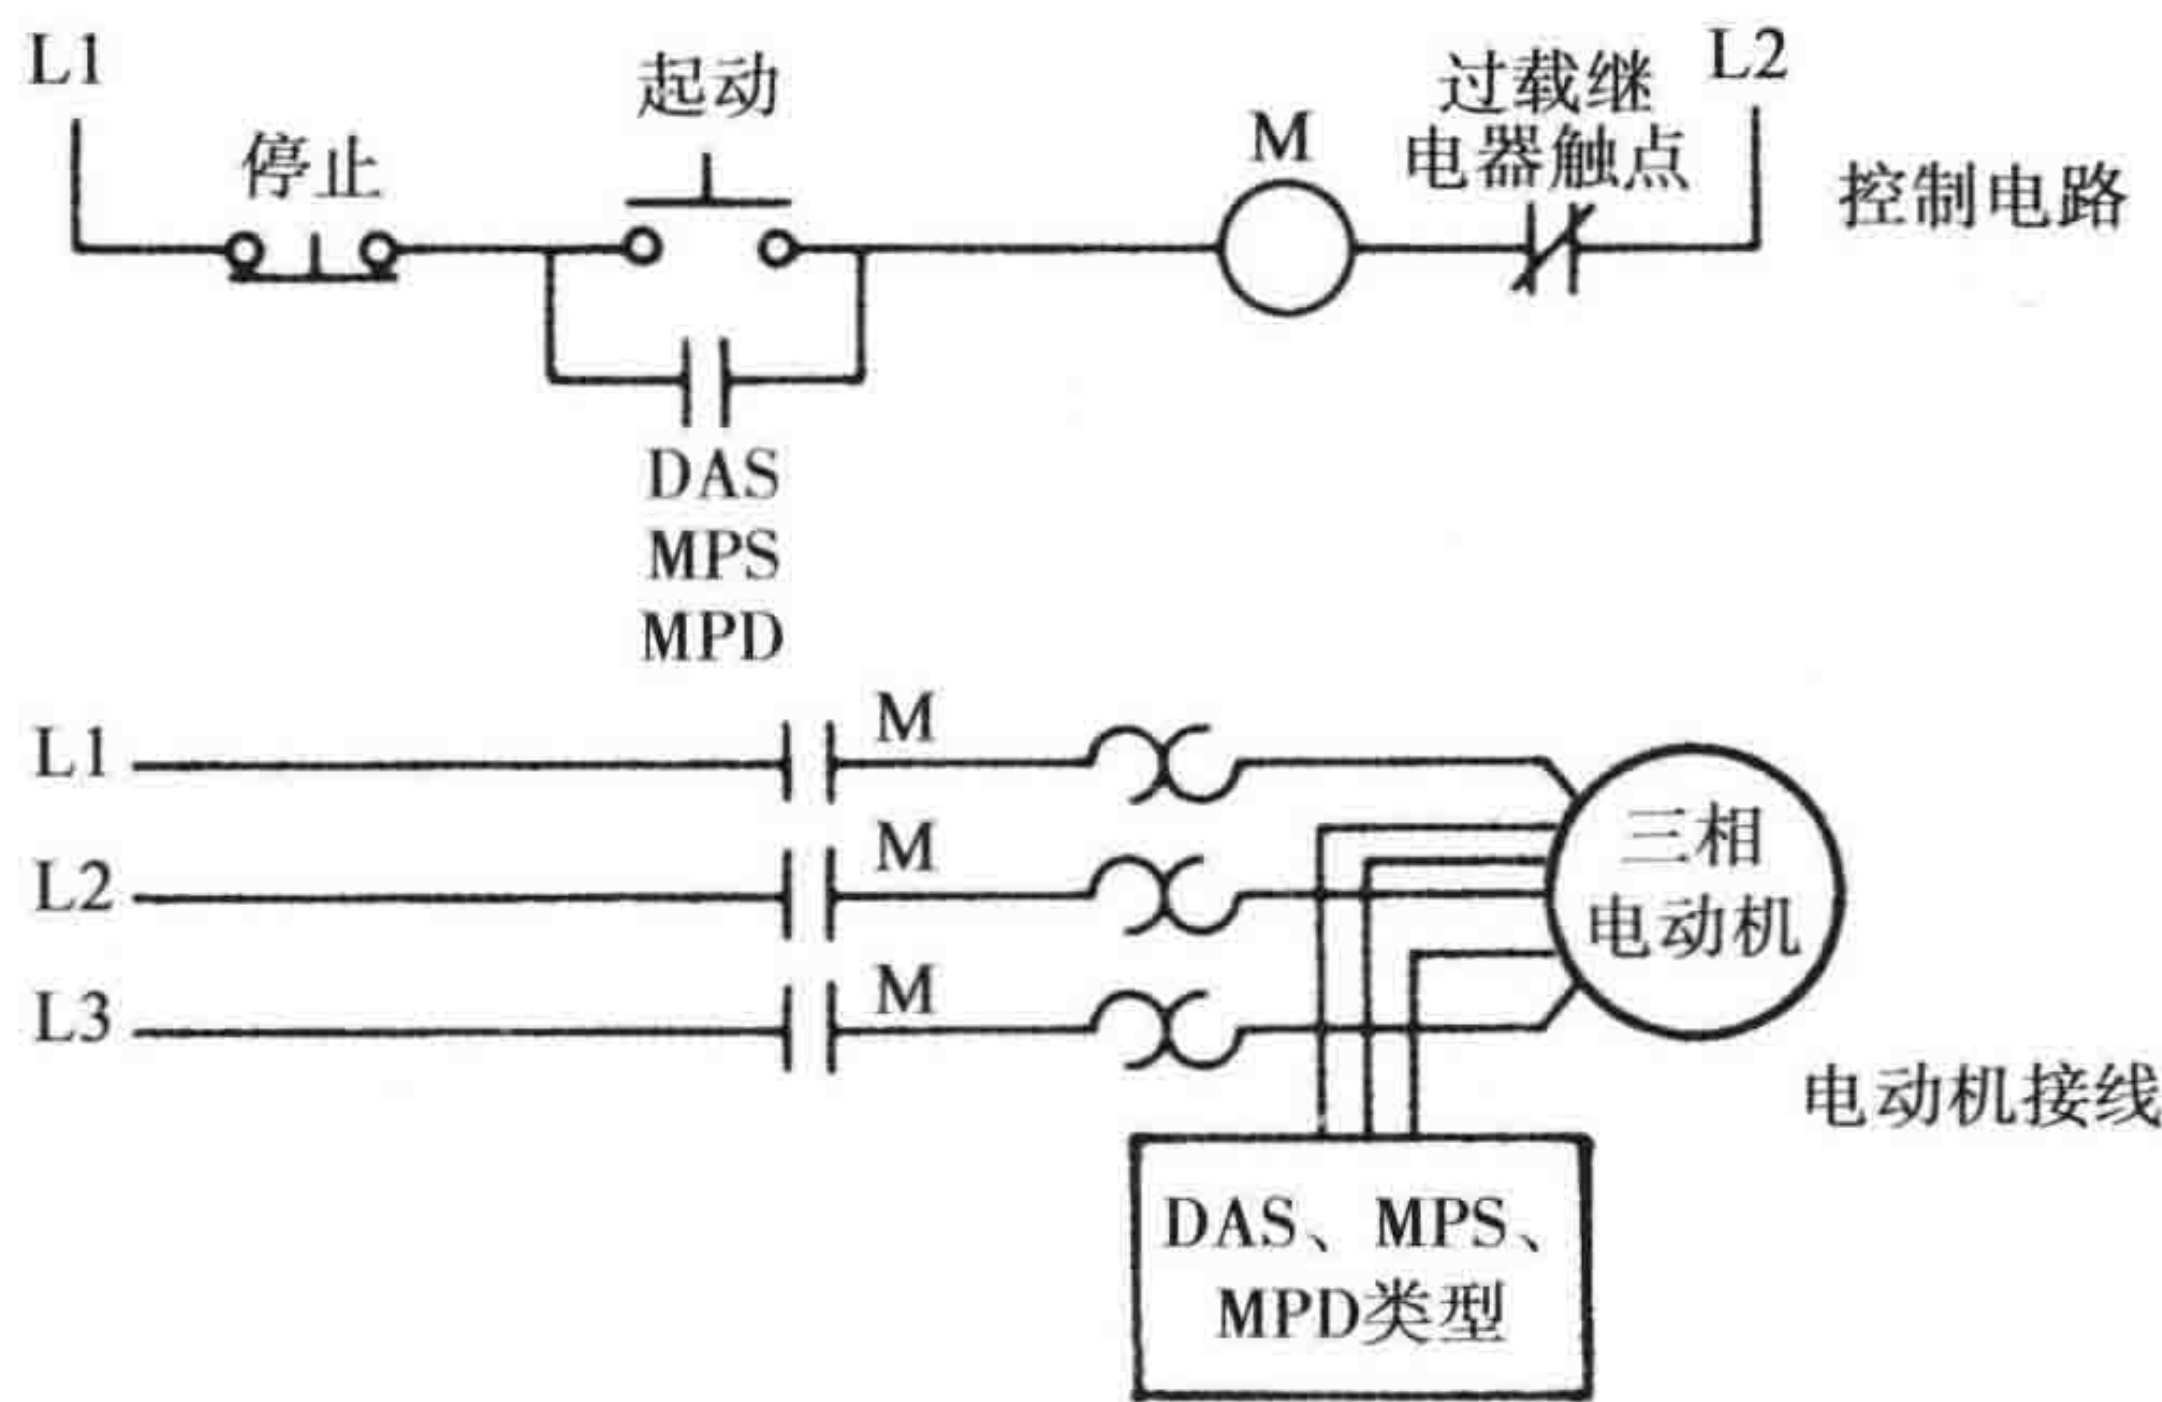 L1
起动
停止
M
过载继
电器触点
L2
控制电路
DAS
MPS
MPD
L1
M
L2
M
L3
M
三相
电动机
电动机接线
DAS、MPS、
MPD类型